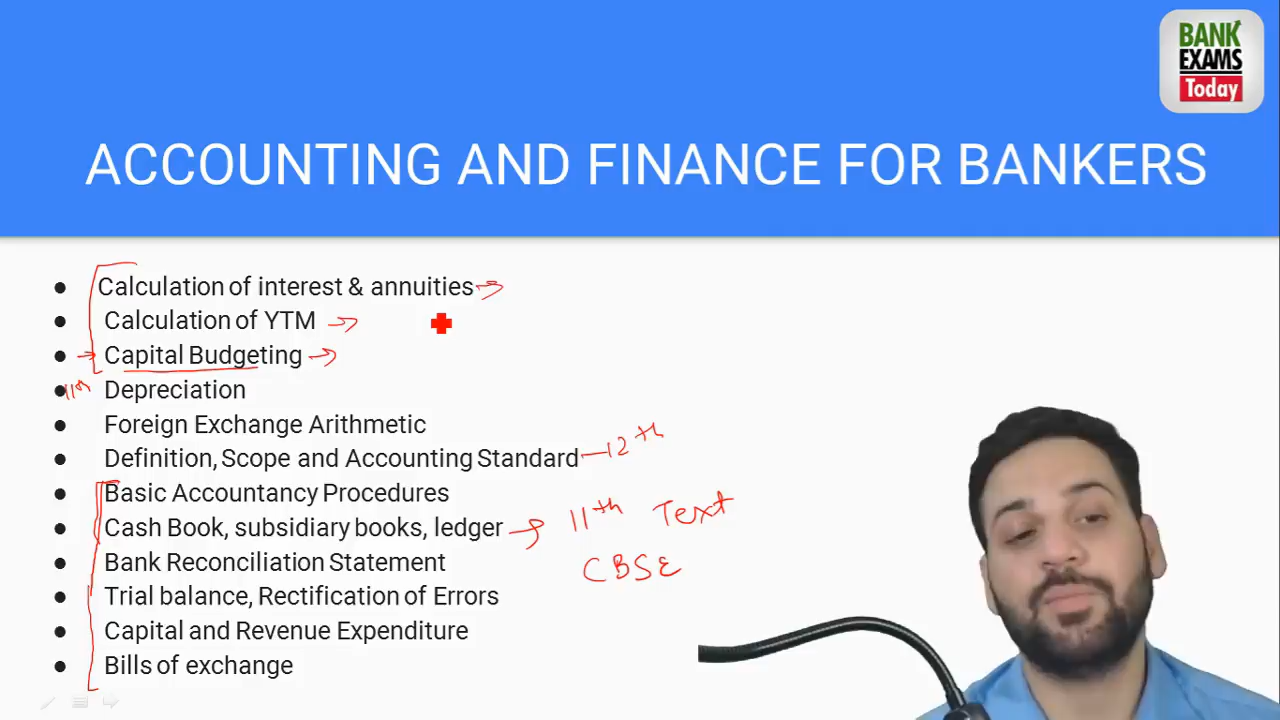 BANK
EXAMS
Today
ACCOUNTING AND FINANCE FOR BANKERS
Calculation of interest & annuities
Calculation of YTM
Capital Budgeting
11th Depreciation
Foreign Exchange Arithmetic
Definition, Scope and Accounting Standard 12th
Basic Accountancy Procedures
Cash Book, subsidiary books, ledger 11th Text
CBSE
Bank Reconciliation Statement
Trial balance, Rectification of Errors
Capital and Revenue Expenditure
Bills of exchange